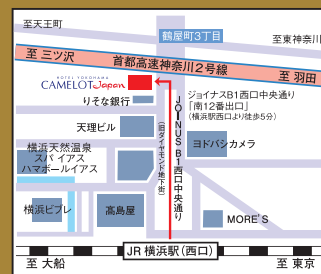 至天王町
鶴屋町3丁目
至東神奈川
至 三ツ沢
首都高速神奈川2号線
至 羽田
HOTEL YOKOHAMA
CAMELOT Japan
りそな銀行
ジョイナスB1西口中央通り
「南12番出口」
(横浜駅西口より徒歩5分)
天理ビル
JOINUS B1 西口中央通り
(旧ダイヤモンド地下街)
ヨドバシカメラ
横浜天然温泉
スパ イアス
ハマボールイアス
横浜ビブレ
高島屋
MORE'S
JR 横浜駅(西口)
至 大船
至 東京